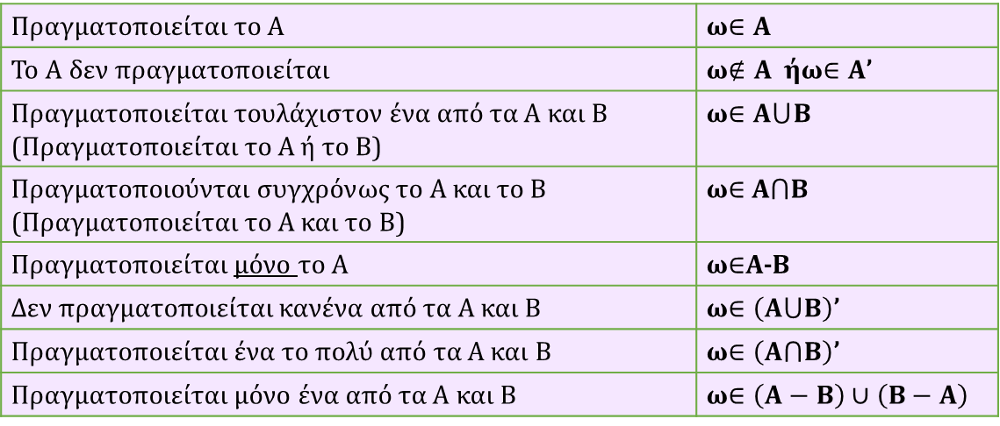 Πραγματοποιείται το Α
ω∈ Α
Το Α δεν πραγματοποιείται
ω∉ Α ήω∈ Α’
Πραγματοποιείται τουλάχιστον ένα από τα Α και Β
(Πραγματοποιείται το Α ή το Β)
ω∈ Α⋃Β
Πραγματοποιούνται συγχρόνως το Α και το Β
(Πραγματοποιείται το Α και το Β)
ω∈ Α⋂Β
Πραγματοποιείται μόνο το Α
ω∈Α-Β
Δεν πραγματοποιείται κανένα από τα Α και Β
ω∈ (Α⋃Β)’
Πραγματοποιείται ένα το πολύ από τα Α και Β
ω∈ (Α⋂Β)’
Πραγματοποιείται μόνο ένα από τα Α και Β
ω∈ (Α − Β) ∪ (Β − Α)